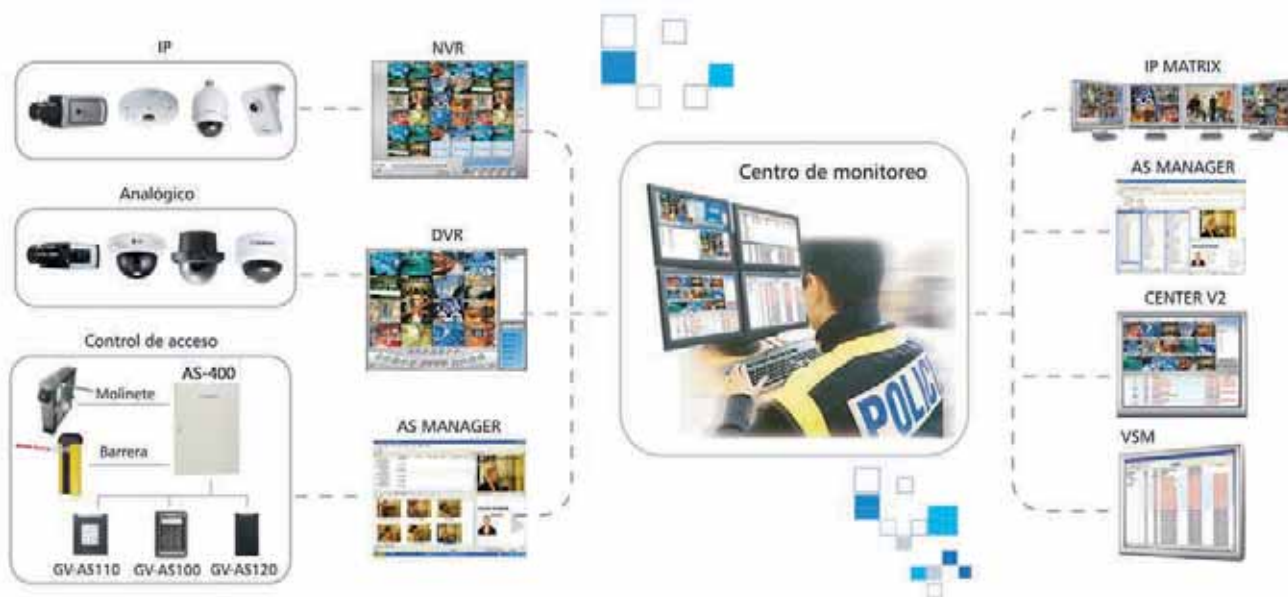 IP
NVR
Analógico
DVR
Control de acceso
AS-400
Molinete
Barrera
GV-AS110
GV-AS100
GV-AS120
AS MANAGER
Centro de monitoreo
POLICI
IP MATRIX
AS MANAGER
CENTER V2
VSM